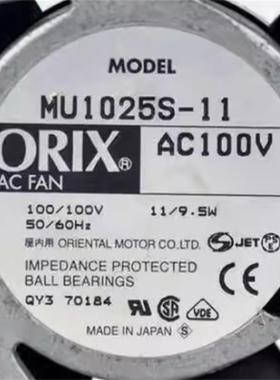 MODEL
MU1025S-11
ORIX® AC100V
AC FAN
100/100V 11/9.5W
50/60Hz
屋内用 ORIENTAL MOTOR CO.LTD. JET
IMPEDANCE PROTECTED
BALL BEARINGS CE
QY3 70184 SA VDE
MADE IN JAPAN S